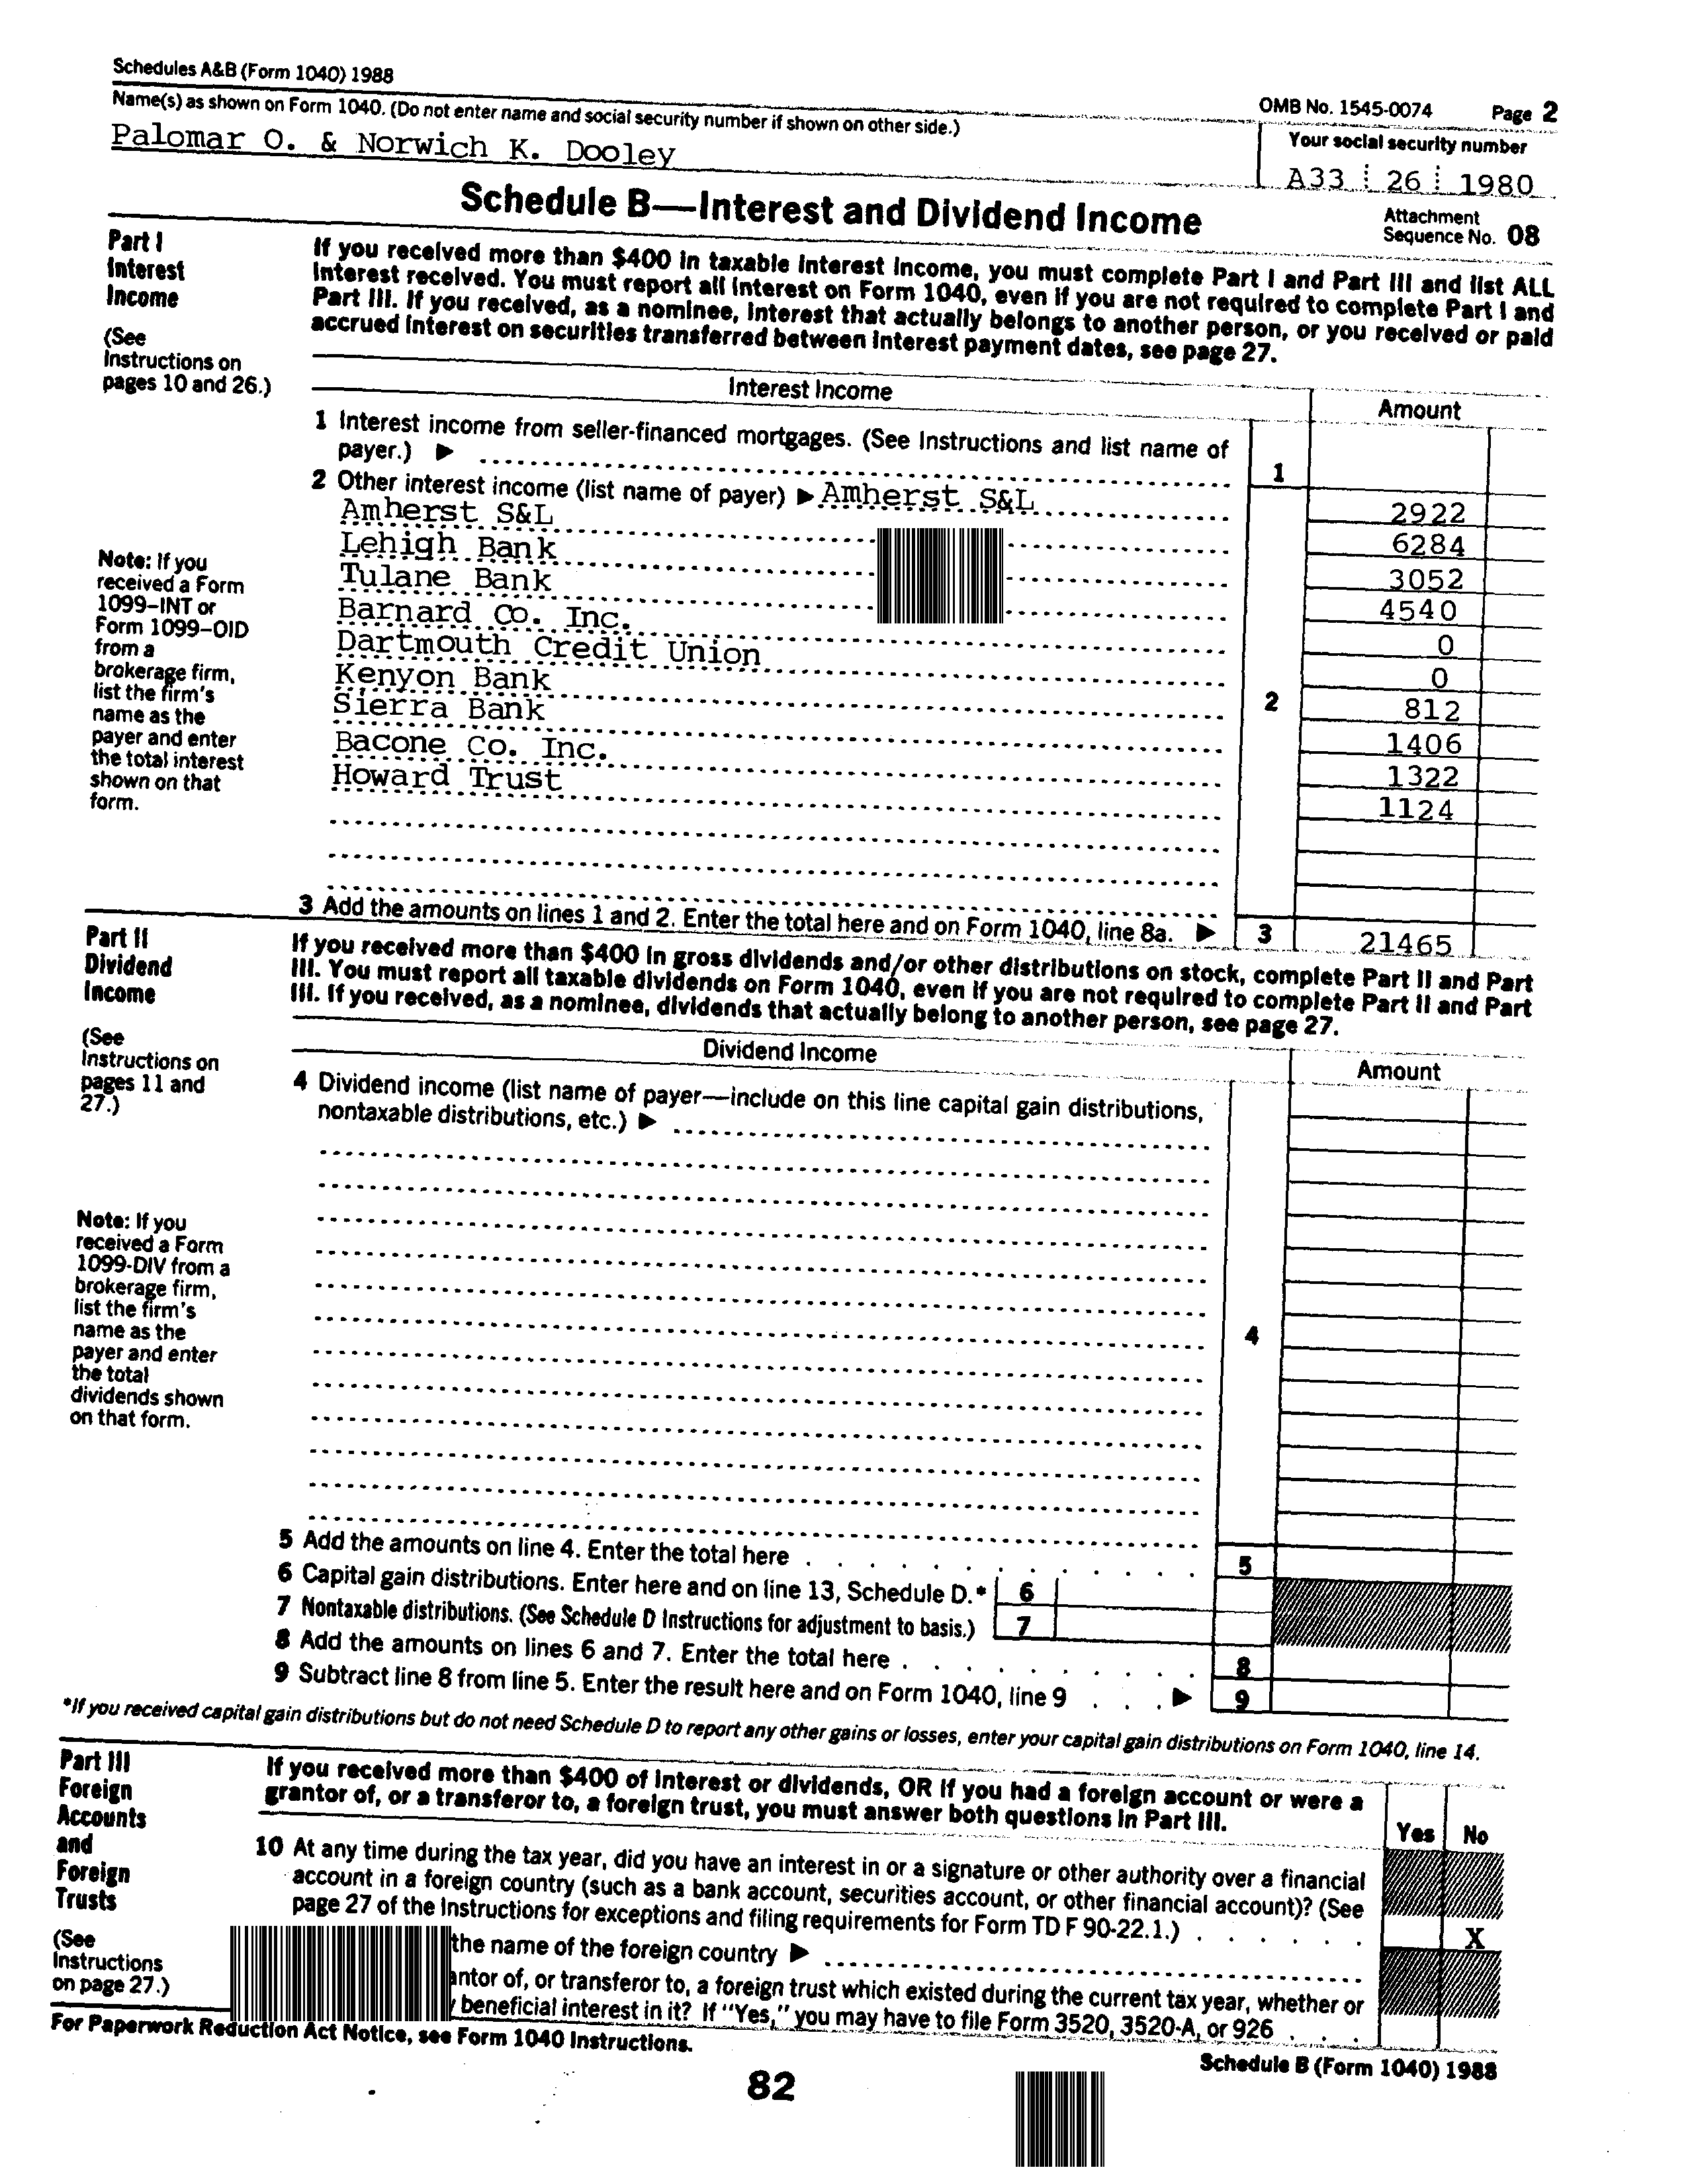 Schedules A&B (Form 1040) 1988
OMB No. 1545-0074 Page 2
Name(s) as shown on Form 1040. (Do not enter name and social security number if shown on other side.)
Your social security number
Palomar O. & Norwich K. Dooley
A33 26 1980
Schedule B—Interest and Dividend Income
Attachment
Sequence No. 08
Part I
Interest
Income
(See
Instructions on
pages 10 and 26.)
If you received more than $400 in taxable interest income, you must complete Part I and Part III and list ALL
interest received. You must report all interest on Form 1040, even if you are not required to complete Part I and
Part III. If you received, as a nominee, interest that actually belongs to another person, or you received or paid
accrued interest on securities transferred between interest payment dates, see page 27.
Interest Income
Amount
1 Interest income from seller-financed mortgages. (See Instructions and list name of
payer.) ▶
1
2 Other interest income (list name of payer) ▶ Amherst S&L
2922
Amherst S&L
6284
Lehigh Bank
3052
Tulane Bank
4540
Barnard Co. Inc.
0
Dartmouth Credit Union
0
Kenyon Bank
2
812
Sierra Bank
1406
Bacone Co. Inc.
1322
Howard Trust
1124
Note: If you
received a Form
1099-INT or
Form 1099-OID
from a
brokerage firm,
list the firm's
name as the
payer and enter
the total interest
shown on that
form.
3 Add the amounts on lines 1 and 2. Enter the total here and on Form 1040, line 8a. ▶ 3 21465
Part II
Dividend
Income
(See
Instructions on
pages 11 and
27.)
If you received more than $400 in gross dividends and/or other distributions on stock, complete Part II and Part
III. You must report all taxable dividends on Form 1040, even if you are not required to complete Part II and Part
III. If you received, as a nominee, dividends that actually belong to another person, see page 27.
Dividend Income
Amount
4 Dividend income (list name of payer—include on this line capital gain distributions,
nontaxable distributions, etc.) ▶
4
Note: If you
received a Form
1099-DIV from a
brokerage firm,
list the firm's
name as the
payer and enter
the total
dividends shown
on that form.
5 Add the amounts on line 4. Enter the total here . . . . . . . . . . 5
6 Capital gain distributions. Enter here and on line 13, Schedule D.* 6
7 Nontaxable distributions. (See Schedule D Instructions for adjustment to basis.) 7
8 Add the amounts on lines 6 and 7. Enter the total here . . . . . . . . . 8
9 Subtract line 8 from line 5. Enter the result here and on Form 1040, line 9 . . . ▶ 9
*If you received capital gain distributions but do not need Schedule D to report any other gains or losses, enter your capital gain distributions on Form 1040, line 14.
Part III
Foreign
Accounts
and
Foreign
Trusts
(See
Instructions
on page 27.)
If you received more than $400 of interest or dividends, OR if you had a foreign account or were a
grantor of, or a transferor to, a foreign trust, you must answer both questions in Part III.
Yes No
10 At any time during the tax year, did you have an interest in or a signature or other authority over a financial
account in a foreign country (such as a bank account, securities account, or other financial account)? (See
page 27 of the Instructions for exceptions and filing requirements for Form TD F 90-22.1.) . . . . . . X
the name of the foreign country ▶
antor of, or transferor to, a foreign trust which existed during the current tax year, whether or
beneficial interest in it? If "Yes," you may have to file Form 3520, 3520-A, or 926 . . .
For Paperwork Reduction Act Notice, see Form 1040 Instructions.
Schedule B (Form 1040) 1988
82